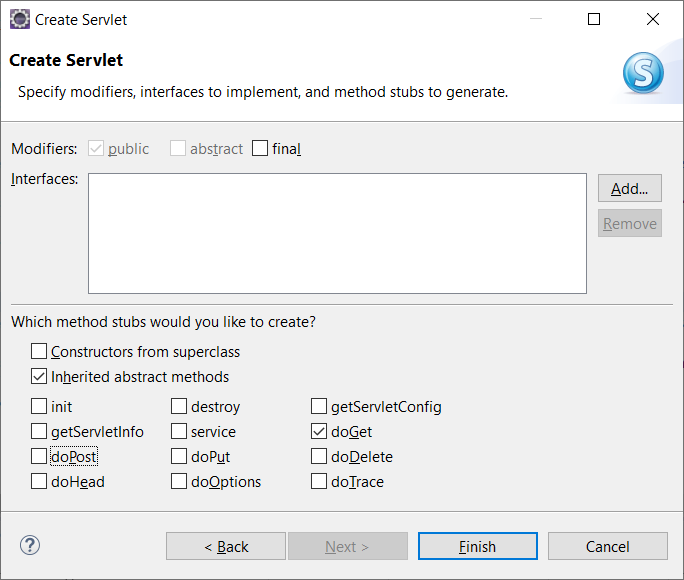 Create Servlet
Create Servlet
Specify modifiers, interfaces to implement, and method stubs to generate.
Modifiers: public abstract final
Interfaces:
Add...
Remove
Which method stubs would you like to create?
Constructors from superclass
Inherited abstract methods
init destroy getServletConfig
getServletInfo service doGet
doPost doPut doDelete
doHead doOptions doTrace
? < Back Next > Finish Cancel